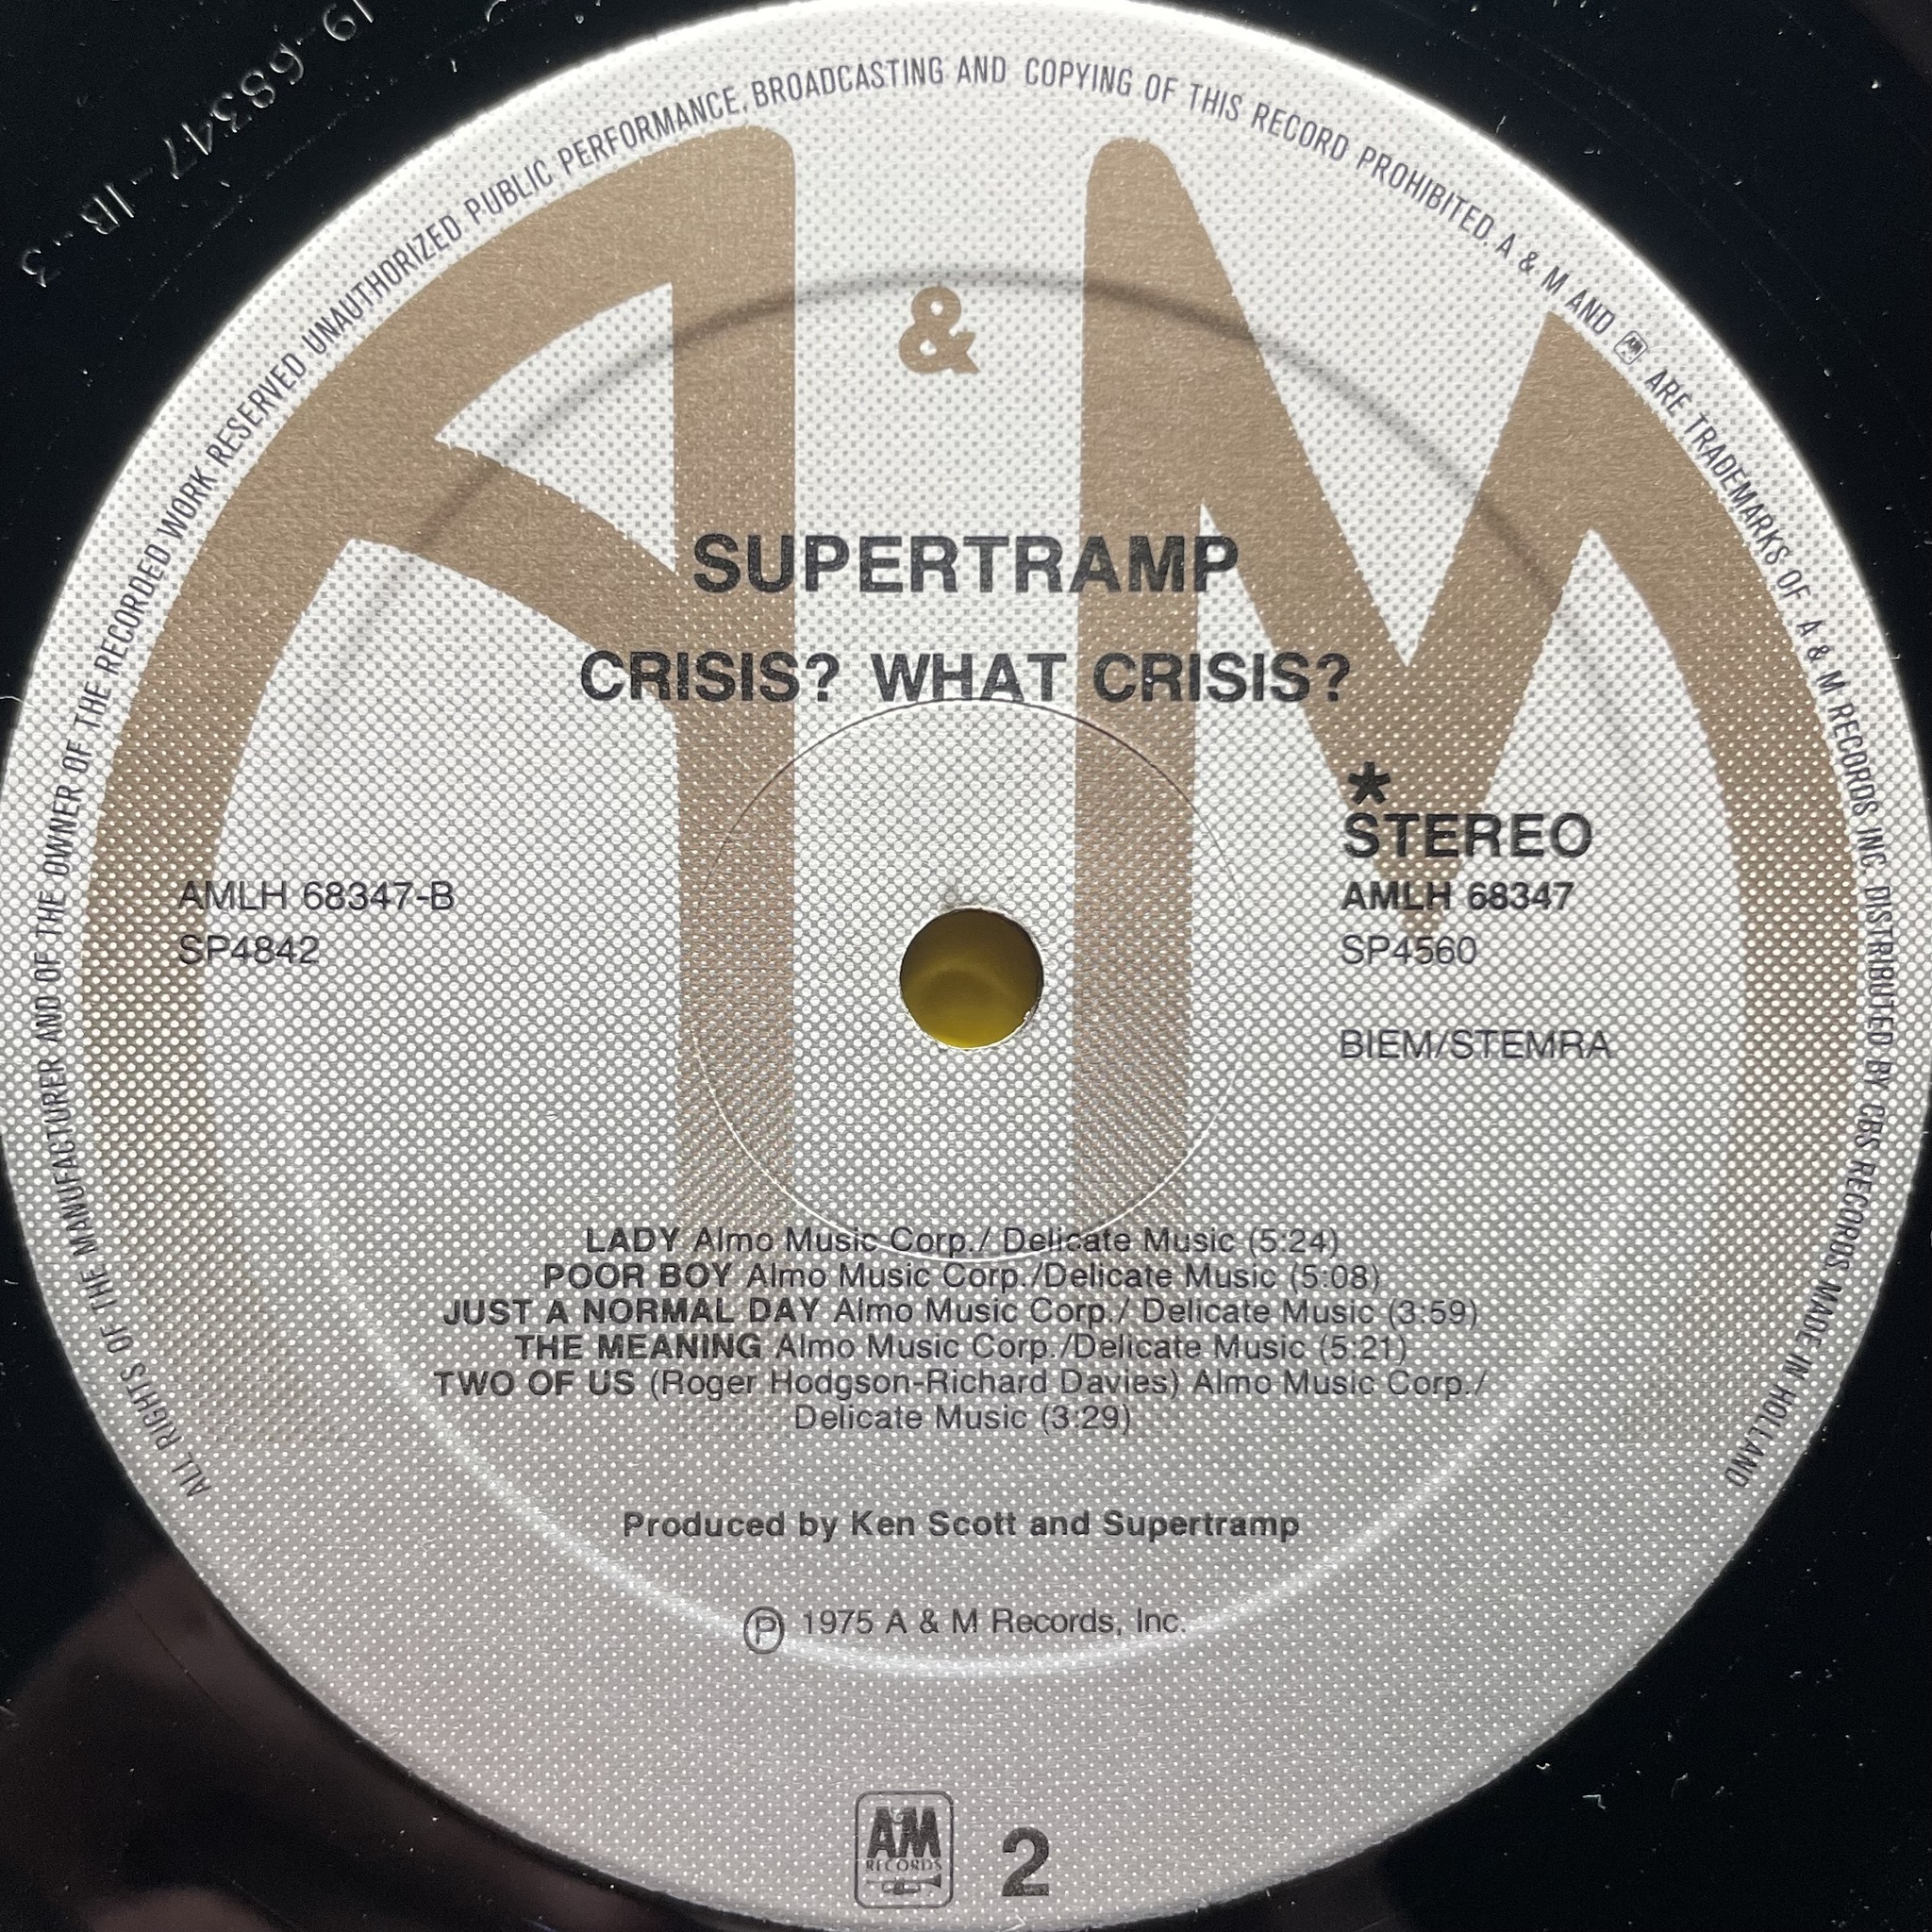 19-68347-1B-3
ALL RIGHTS OF THE MANUFACTURER AND OF THE OWNER OF THE RECORDED WORK RESERVED UNAUTHORIZED PUBLIC PERFORMANCE, BROADCASTING AND COPYING OF THIS RECORD PROHIBITED. A & M AND AM ARE TRADEMARKS OF A & M RECORDS INC. DISTRIBUTED BY CBS RECORDS. MADE IN HOLLAND
A & M
SUPERTRAMP
CRISIS? WHAT CRISIS?
*
STEREO
AMLH 68347-B
AMLH 68347
SP4842
SP4560
BIEM/STEMRA
LADY Almo Music Corp./ Delicate Music (5:24)
POOR BOY Almo Music Corp./Delicate Music (5:08)
JUST A NORMAL DAY Almo Music Corp./ Delicate Music (3:59)
THE MEANING Almo Music Corp./Delicate Music (5:21)
TWO OF US (Roger Hodgson-Richard Davies) Almo Music Corp./
Delicate Music (3:29)
Produced by Ken Scott and Supertramp
℗ 1975 A & M Records, Inc.
AM
RECORDS
2